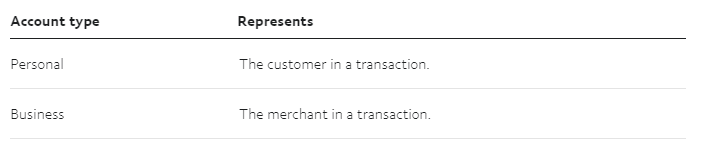 Account type Represents
Personal The customer in a transaction.
Business The merchant in a transaction.